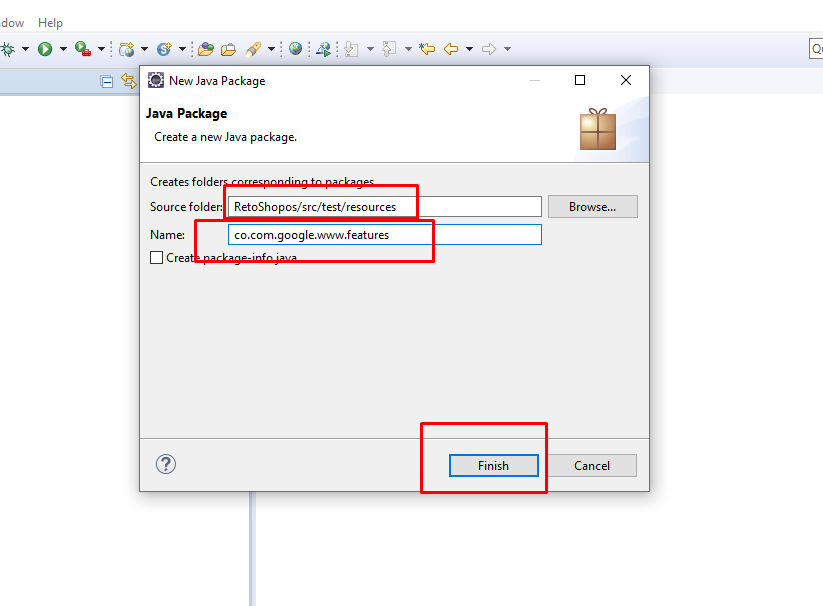 dow Help
Qu
New Java Package
Java Package
Create a new Java package.
Creates folders corresponding to packages.
Source folder: RetoShopos/src/test/resources Browse...
Name: co.com.google.www.features
Create package-info.java
? Finish Cancel